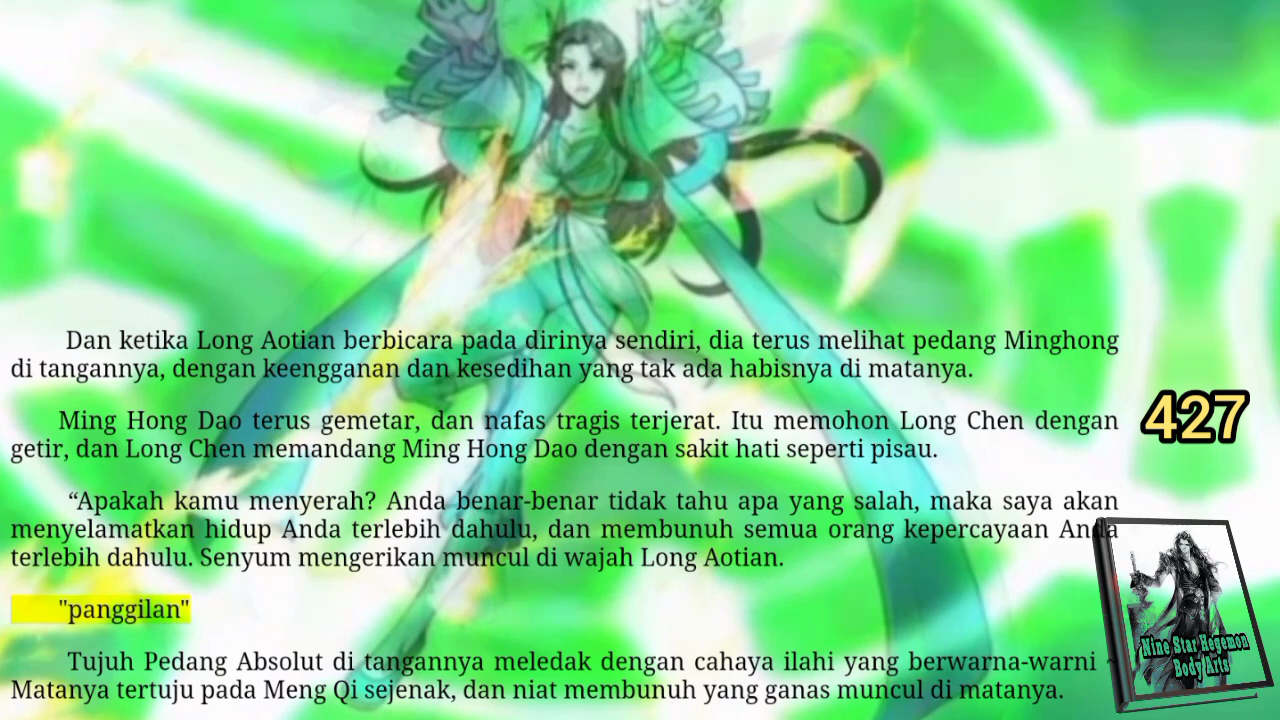 Dan ketika Long Aotian berbicara pada dirinya sendiri, dia terus melihat pedang Minghong
di tangannya, dengan keengganan dan kesedihan yang tak ada habisnya di matanya.
Ming Hong Dao terus gemetar, dan nafas tragis terjerat. Itu memohon Long Chen dengan
getir, dan Long Chen memandang Ming Hong Dao dengan sakit hati seperti pisau.
“Apakah kamu menyerah? Anda benar-benar tidak tahu apa yang salah, maka saya akan
menyelamatkan hidup Anda terlebih dahulu, dan membunuh semua orang kepercayaan Anda
terlebih dahulu. Senyum mengerikan muncul di wajah Long Aotian.
"panggilan"
Tujuh Pedang Absolut di tangannya meledak dengan cahaya ilahi yang berwarna-warni ~
Matanya tertuju pada Meng Qi sejenak, dan niat membunuh yang ganas muncul di matanya.
427
Nine Star Hegemon
Body Arts